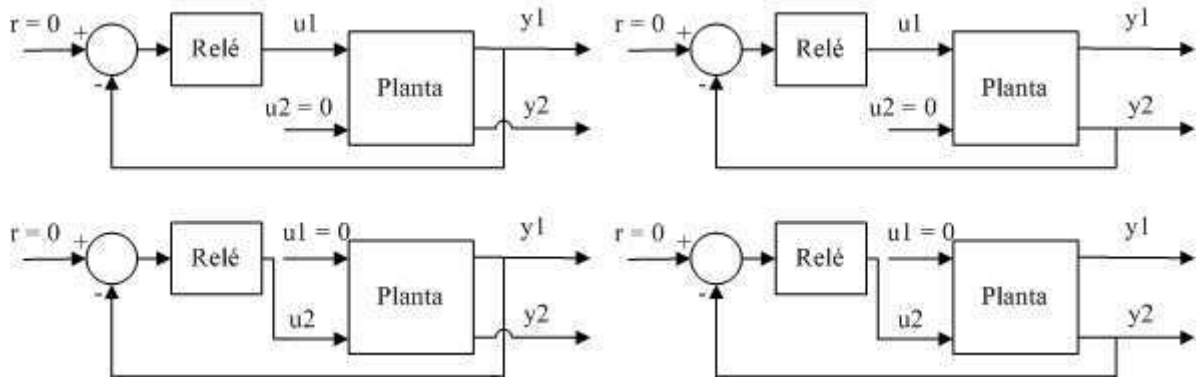 r = 0 + - Relé u1 u2 = 0 Planta y1 y2
r = 0 + - Relé u1 u2 = 0 Planta y1 y2
r = 0 + - Relé u1 = 0 u2 Planta y1 y2
r = 0 + - Relé u1 = 0 u2 Planta y1 y2